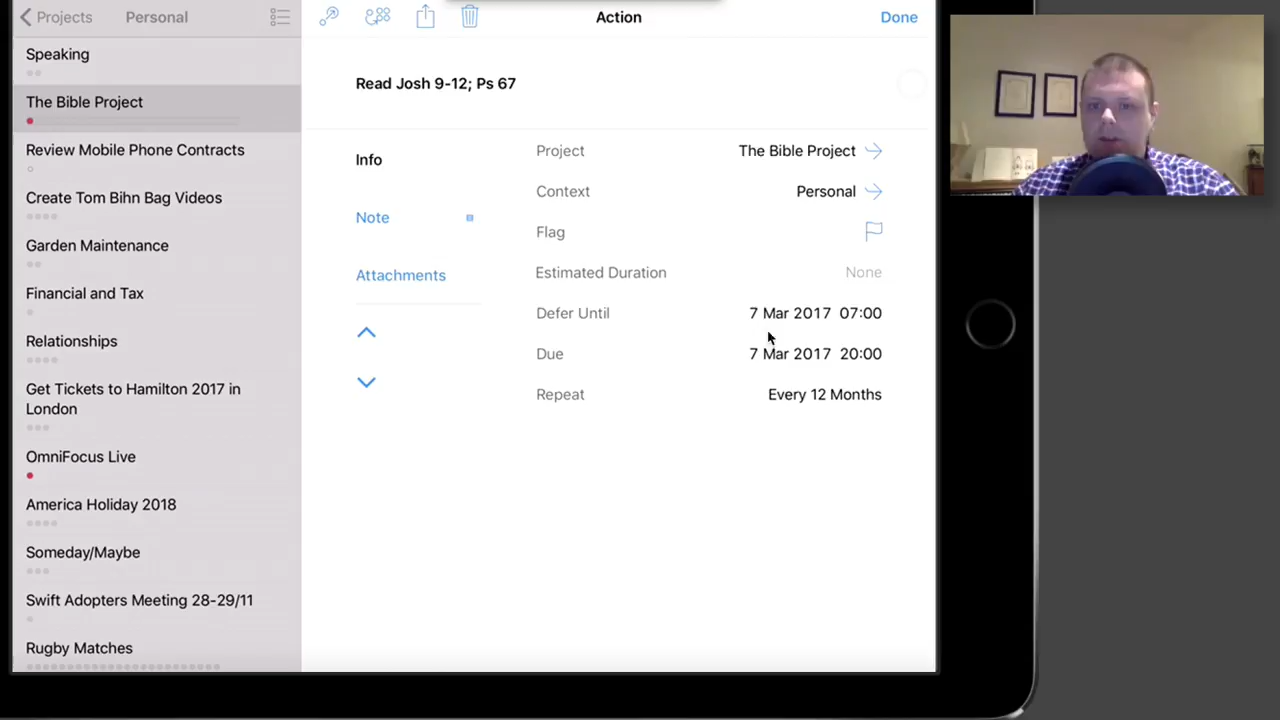 Projects
Personal
Action
Done
Speaking
The Bible Project
Review Mobile Phone Contracts
Create Tom Bihn Bag Videos
Garden Maintenance
Financial and Tax
Relationships
Get Tickets to Hamilton 2017 in
London
OmniFocus Live
America Holiday 2018
Someday/Maybe
Swift Adopters Meeting 28-29/11
Rugby Matches
Read Josh 9-12; Ps 67
Info
Note
Attachments
Project The Bible Project
Context Personal
Flag
Estimated Duration None
Defer Until 7 Mar 2017 07:00
Due 7 Mar 2017 20:00
Repeat Every 12 Months